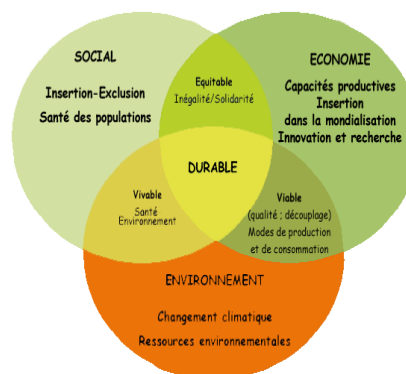 SOCIAL
Insertion-Exclusion
Santé des populations
Equitable
Inégalité/Solidarité
ECONOMIE
Capacités productives
Insertion
dans la mondialisation
Innovation et recherche
DURABLE
Vivable
Santé
Environnement
Viable
(qualité ; découplage)
Modes de production
et de consommation
ENVIRONNEMENT
Changement climatique
Ressources environnementales